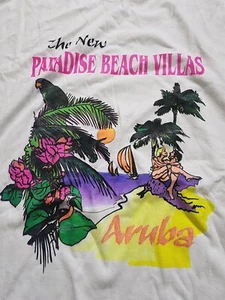 The New
PARADISE BEACH VILLAS
Aruba